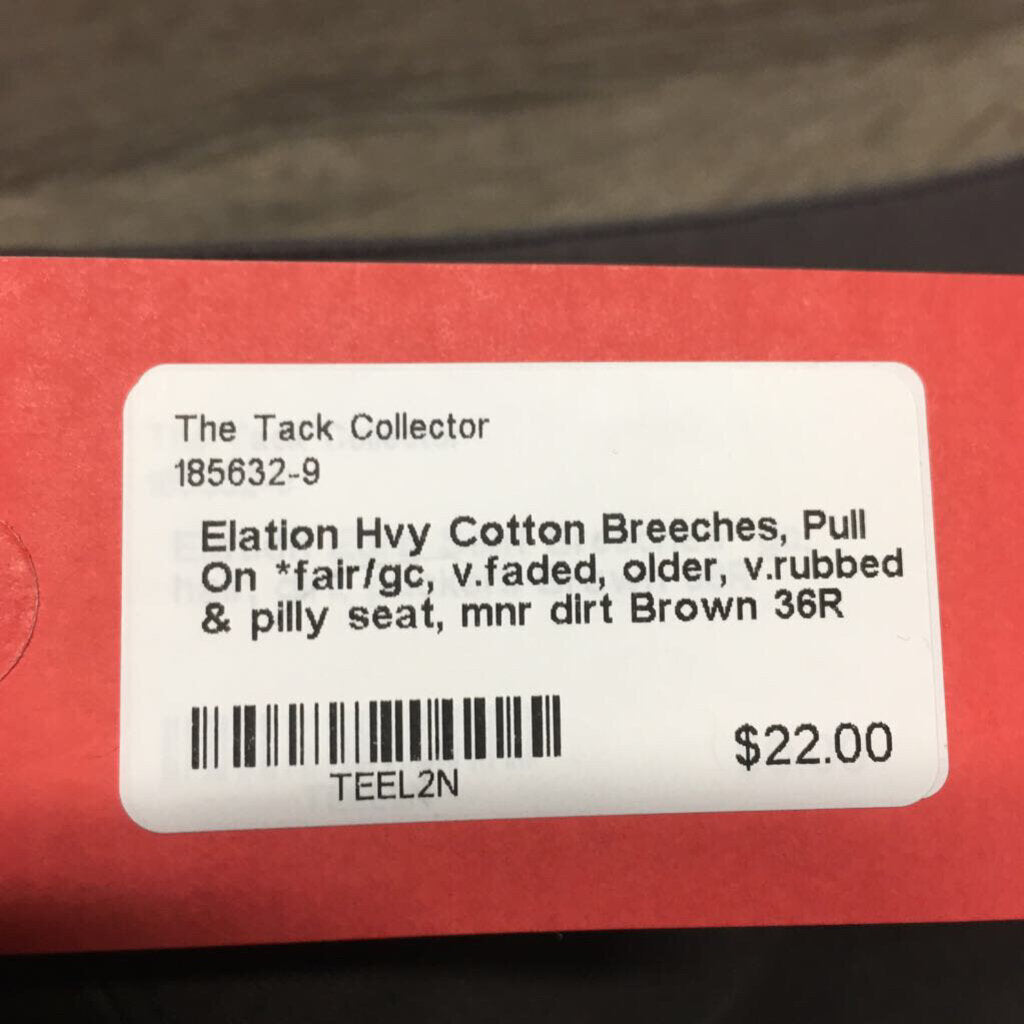 The Tack Collector
185632-9
Elation Hvy Cotton Breeches, Pull
On *fair/gc, v.faded, older, v.rubbed
& pilly seat, mnr dirt Brown 36R
TEEL2N
$22.00